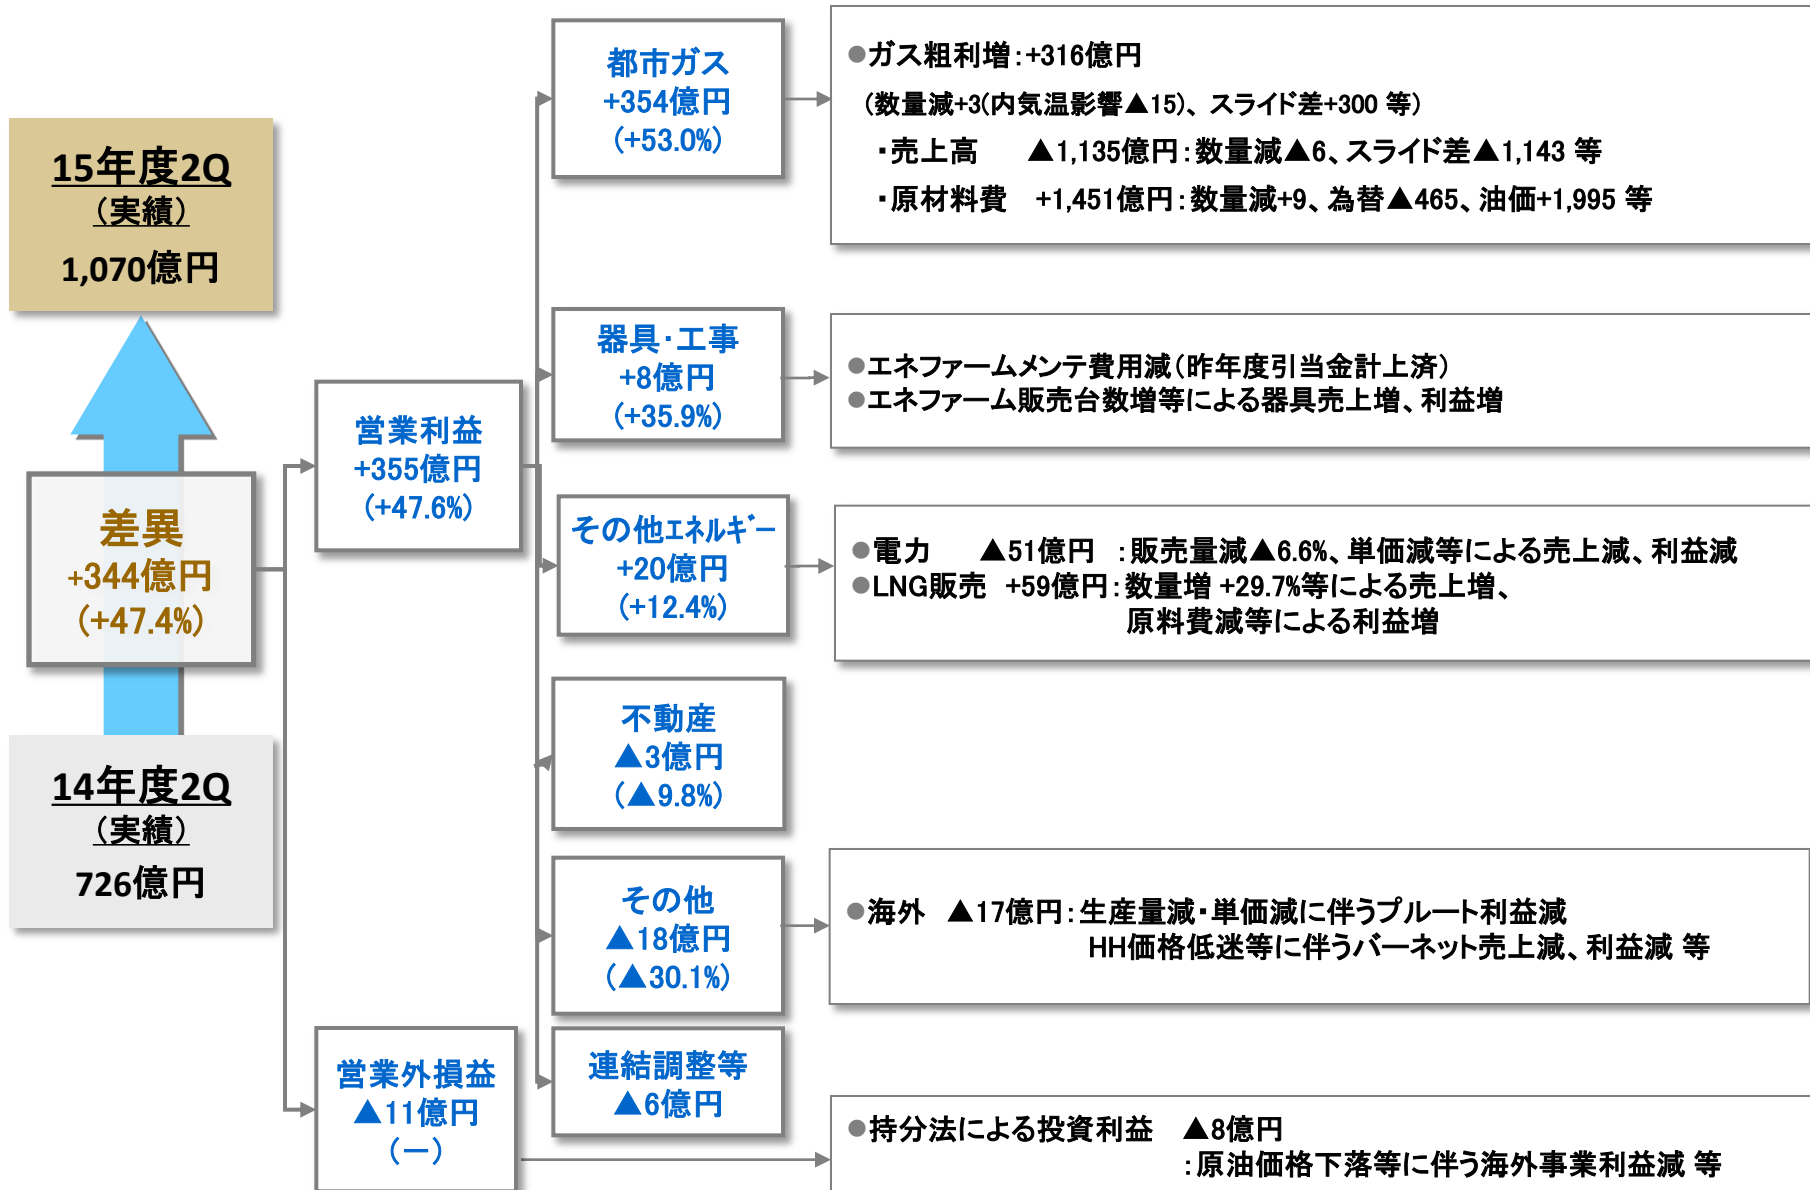 15年度2Q
（実績）
1,070億円
差異
+344億円
(+47.4%)
14年度2Q
（実績）
726億円
営業利益
+355億円
(+47.6%)
営業外損益
▲11億円
(－)
都市ガス
+354億円
(+53.0%)
●ガス粗利増：+316億円
(数量減+3(内気温影響▲15)、スライド差+300 等)
・売上高　▲1,135億円：数量減▲6、スライド差▲1,143 等
・原材料費　+1,451億円：数量減+9、為替▲465、油価+1,995 等
器具・工事
+8億円
(+35.9%)
●エネファームメンテ費用減（昨年度引当金計上済）
●エネファーム販売台数増等による器具売上増、利益増
その他ｴﾈﾙｷﾞｰ
+20億円
(+12.4%)
●電力　▲51億円　：販売量減▲6.6%、単価減等による売上減、利益減
●LNG販売　+59億円：数量増 +29.7%等による売上増、
原料費減等による利益増
不動産
▲3億円
(▲9.8%)
その他
▲18億円
(▲30.1%)
●海外　▲17億円：生産量減・単価減に伴うプルート利益減
HH価格低迷等に伴うバーネット売上減、利益減 等
連結調整等
▲6億円
●持分法による投資利益　▲8億円
：原油価格下落等に伴う海外事業利益減 等